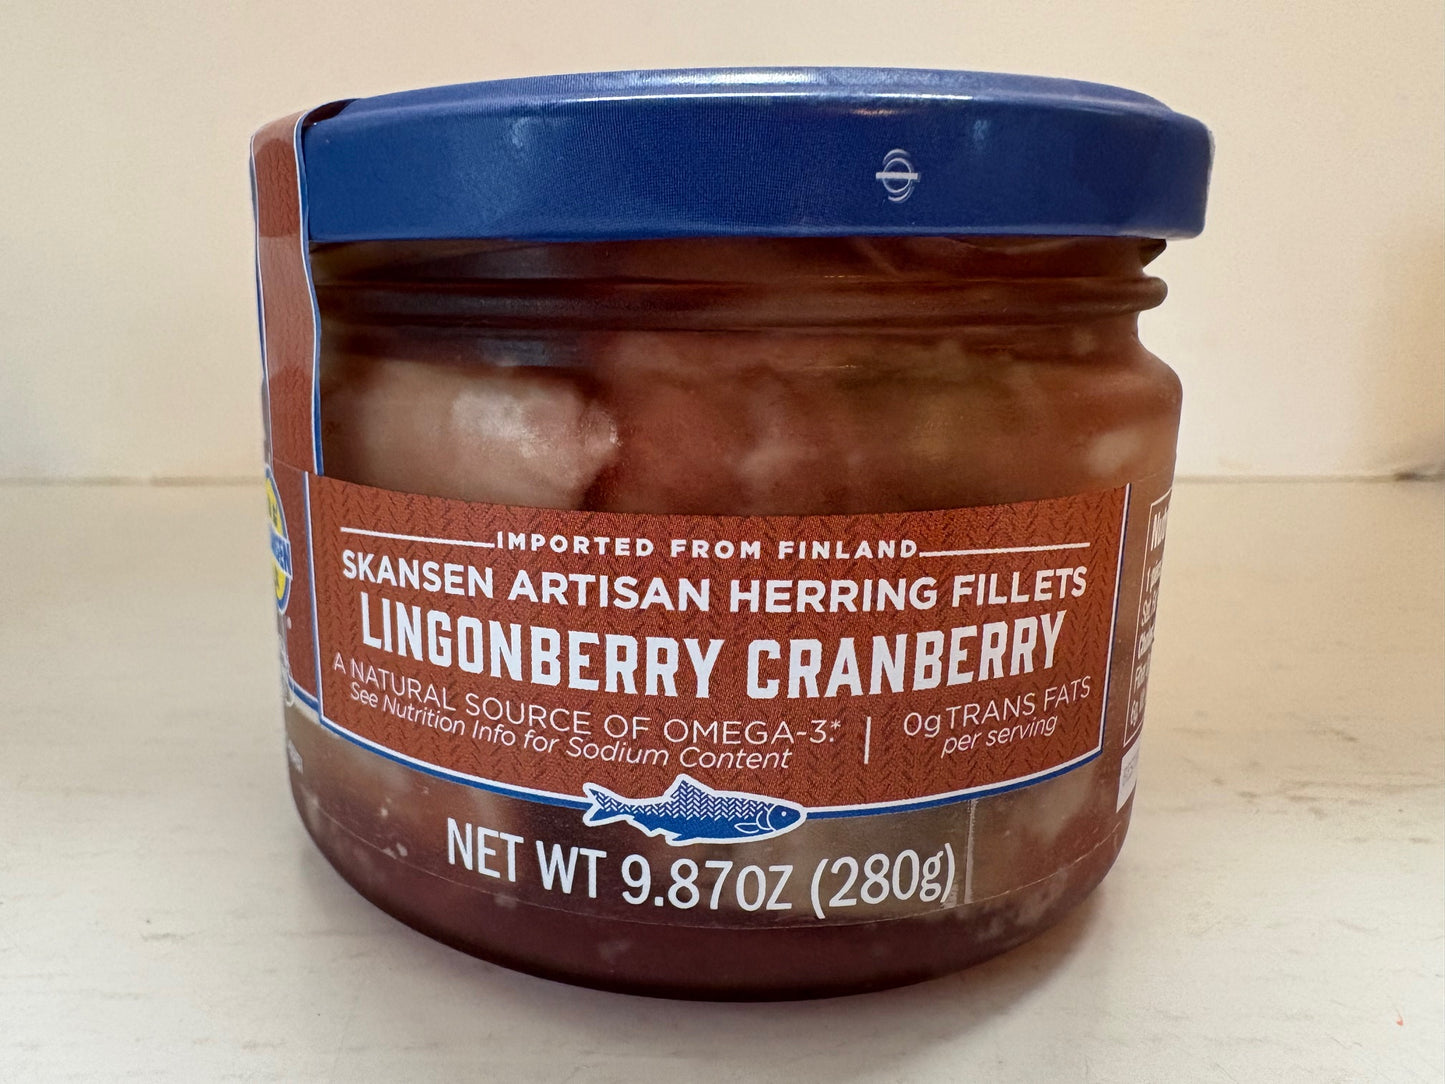 IMPORTED FROM FINLAND
SKANSEN ARTISAN HERRING FILLETS
LINGONBERRY CRANBERRY
A NATURAL SOURCE OF OMEGA-3.* | 0g TRANS FATS
See Nutrition Info for Sodium Content per serving
NET WT 9.87OZ (280g)